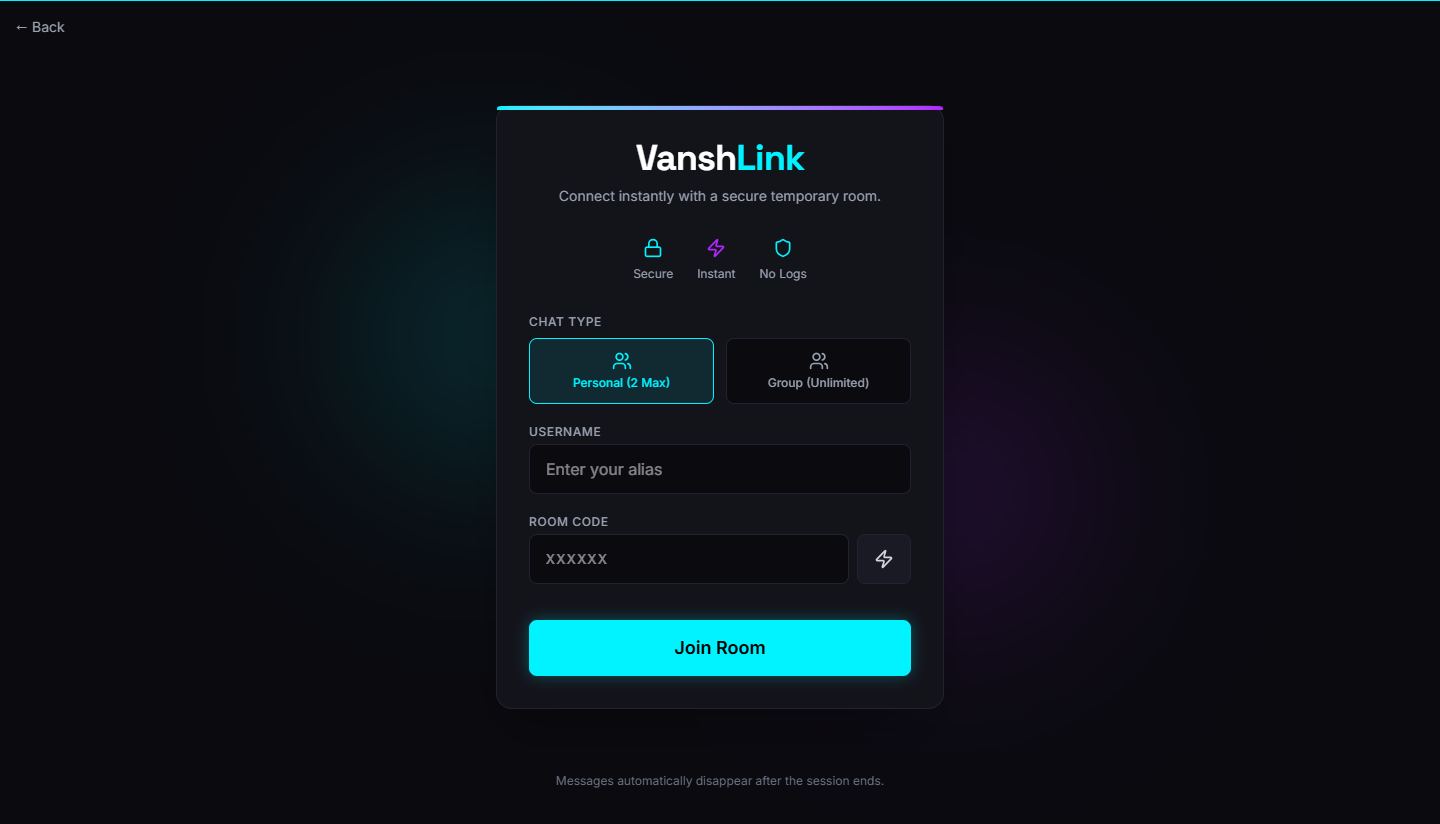 ← Back
VanshLink
Connect instantly with a secure temporary room.
Secure Instant No Logs
CHAT TYPE
Personal (2 Max) Group (Unlimited)
USERNAME
Enter your alias
ROOM CODE
XXXXXX
Join Room
Messages automatically disappear after the session ends.